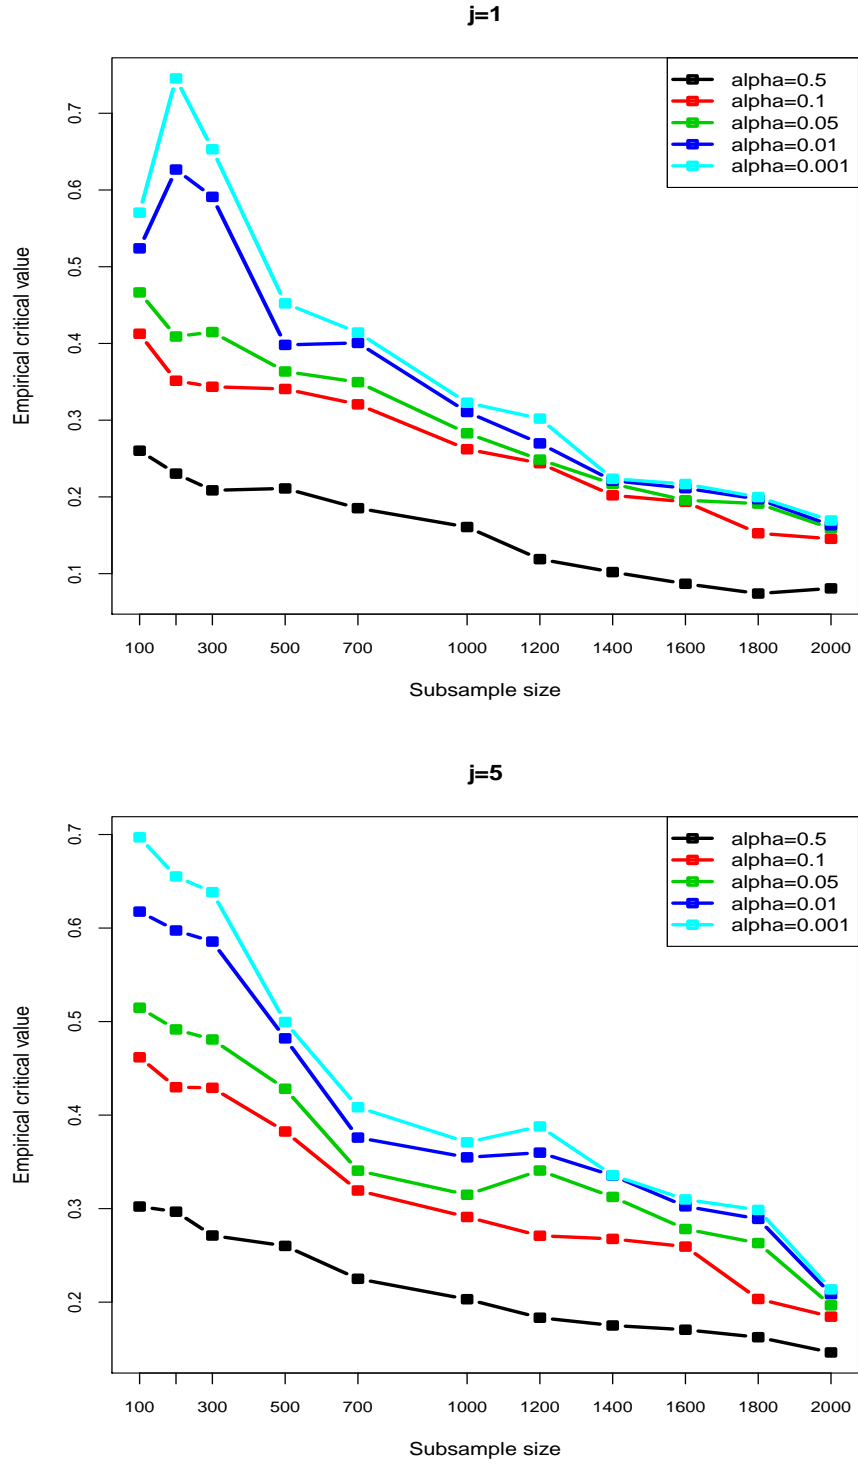 j=1
alpha=0.5
alpha=0.1
alpha=0.05
alpha=0.01
alpha=0.001
Empirical critical value
0.7
0.6
0.5
0.4
0.3
0.2
0.1
100 300 500 700 1000 1200 1400 1600 1800 2000
Subsample size
j=5
alpha=0.5
alpha=0.1
alpha=0.05
alpha=0.01
alpha=0.001
Empirical critical value
0.7
0.6
0.5
0.4
0.3
0.2
100 300 500 700 1000 1200 1400 1600 1800 2000
Subsample size